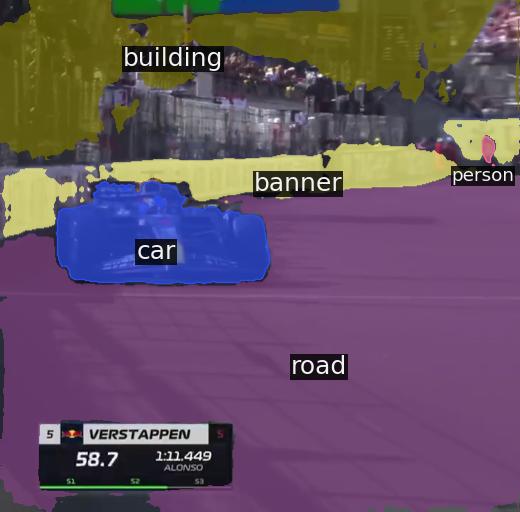 building
banner
person
car
road
5 VERSTAPPEN 5
58.7 1:11.449
ALONSO
S1 S2 S3